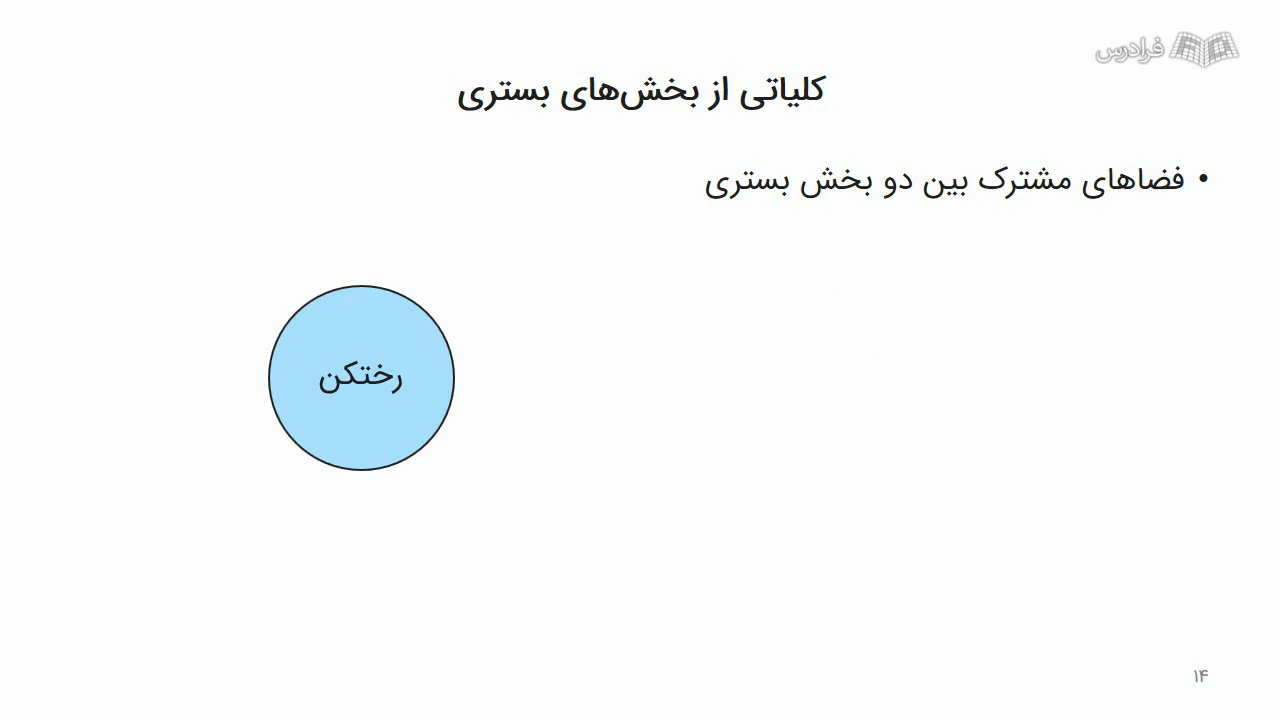 فرادرس
کلیاتی از بخش‌های بستری
• فضاهای مشترک بین دو بخش بستری
رختکن
۱۴